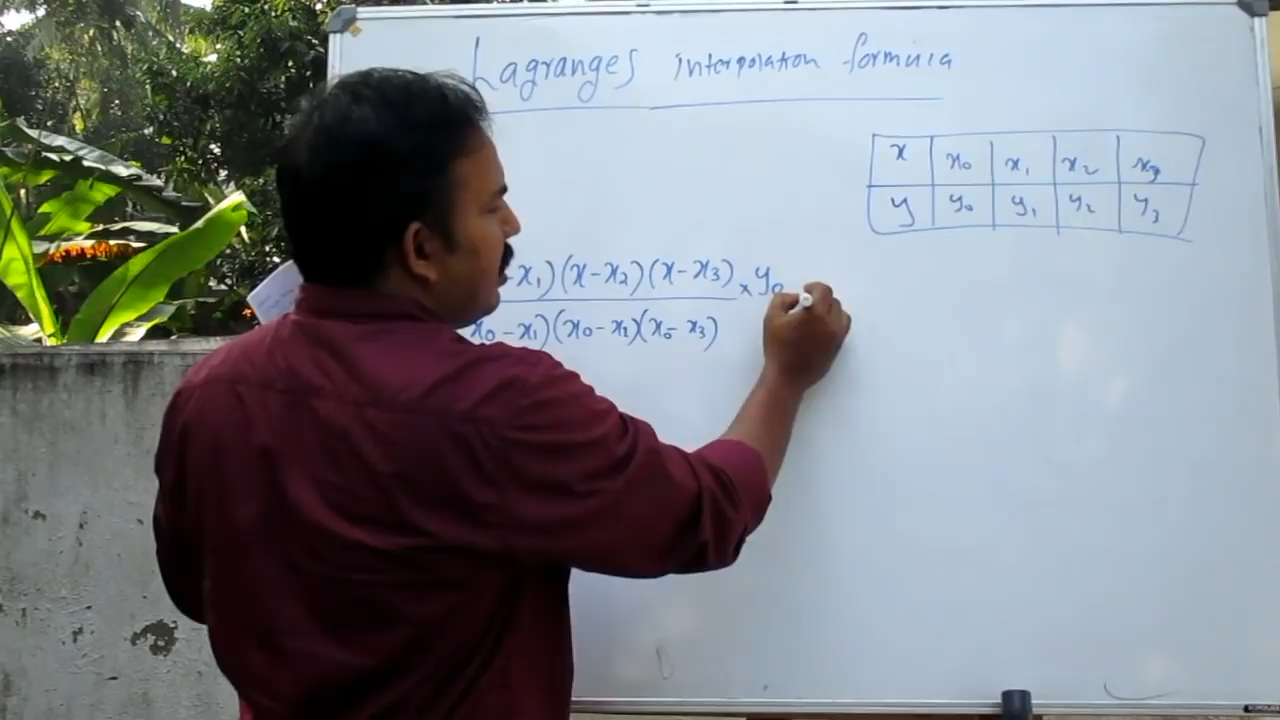 Lagranges interpolation formula
x x₀ x₁ x₂ x₃
y y₀ y₁ y₂ y₃
-x₁)(x-x₂)(x-x₃) × y₀
x₀-x₁)(x₀-x₂)(x₀-x₃)